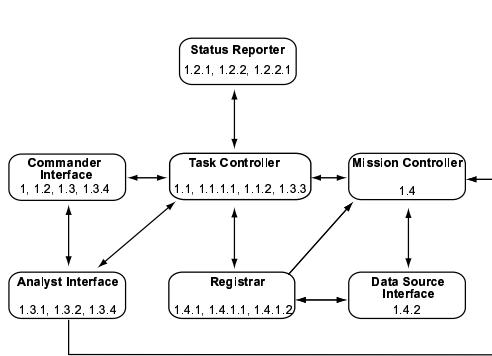 Status Reporter
1.2.1, 1.2.2, 1.2.2.1
Commander
Interface
1, 1.2, 1.3, 1.3.4
Task Controller
1.1, 1.1.1.1, 1.1.2, 1.3.3
Mission Controller
1.4
Analyst Interface
1.3.1, 1.3.2, 1.3.4
Registrar
1.4.1, 1.4.1.1, 1.4.1.2
Data Source
Interface
1.4.2